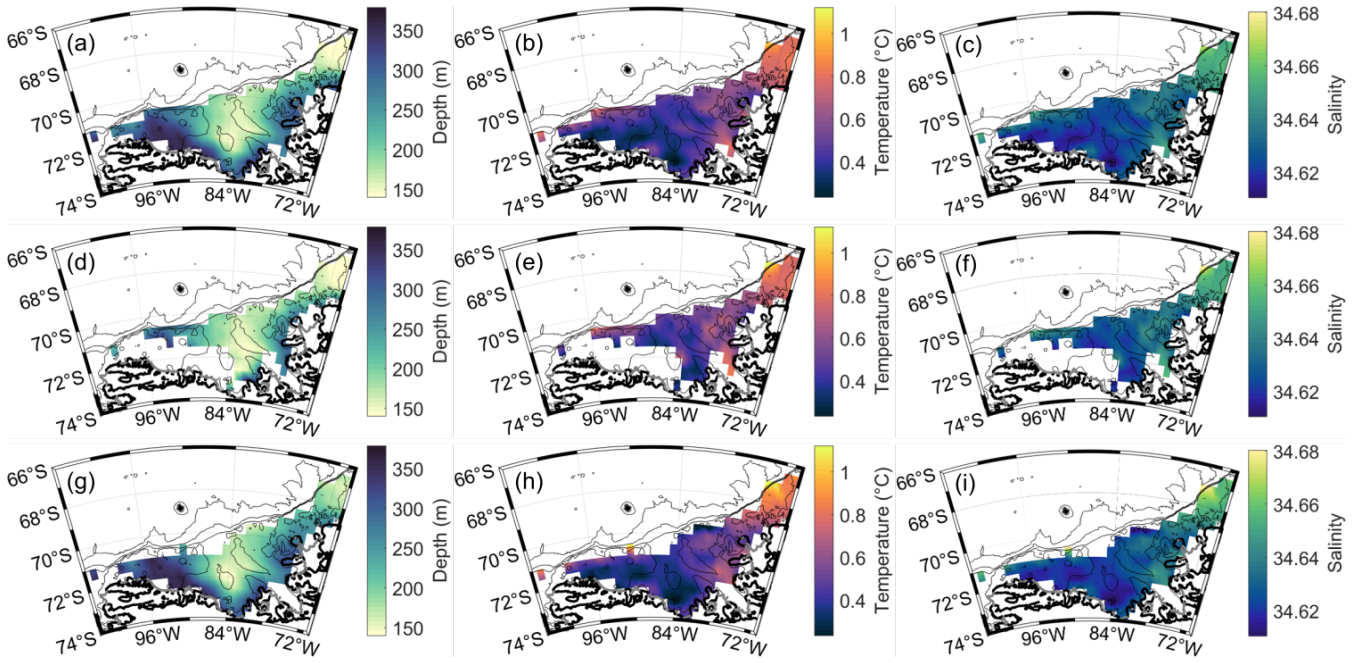 (a)
66°S
68°S
70°S
72°S
74°S
96°W
84°W
72°W
350
300
250
200
150
Depth (m)
(b)
66°S
68°S
70°S
72°S
74°S
96°W
84°W
72°W
1
0.8
0.6
0.4
Temperature (°C)
(c)
66°S
68°S
70°S
72°S
74°S
96°W
84°W
72°W
34.68
34.66
34.64
34.62
Salinity
(d)
66°S
68°S
70°S
72°S
74°S
96°W
84°W
72°W
350
300
250
200
150
Depth (m)
(e)
66°S
68°S
70°S
72°S
74°S
96°W
84°W
72°W
1
0.8
0.6
0.4
Temperature (°C)
(f)
66°S
68°S
70°S
72°S
74°S
96°W
84°W
72°W
34.68
34.66
34.64
34.62
Salinity
(g)
66°S
68°S
70°S
72°S
74°S
96°W
84°W
72°W
350
300
250
200
150
Depth (m)
(h)
66°S
68°S
70°S
72°S
74°S
96°W
84°W
72°W
1
0.8
0.6
0.4
Temperature (°C)
(i)
66°S
68°S
70°S
72°S
74°S
96°W
84°W
72°W
34.68
34.66
34.64
34.62
Salinity